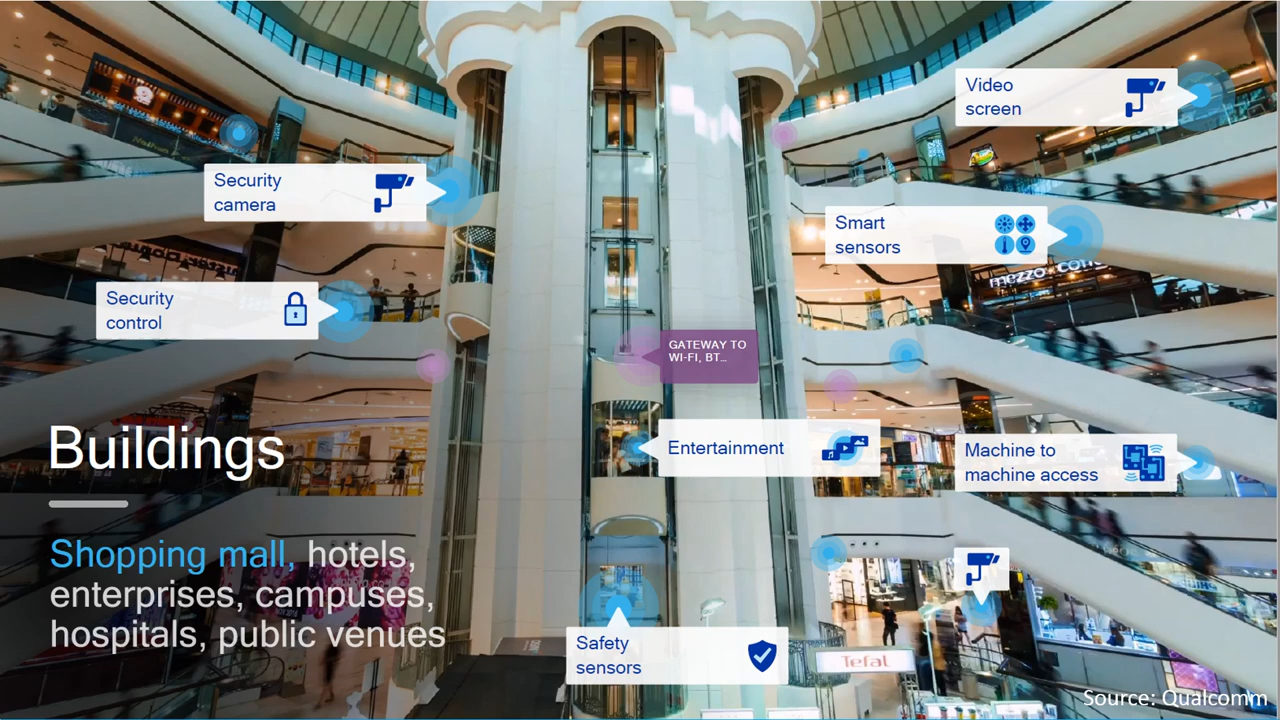 Video
screen
Security
camera
Smart
sensors
mezzo
Security
control
GATEWAY TO
WI-FI, BT...
Buildings
Entertainment
Machine to
machine access
Shopping mall, hotels,
enterprises, campuses,
hospitals, public venues
Safety
sensors
Tefal
Source: Qualcomm